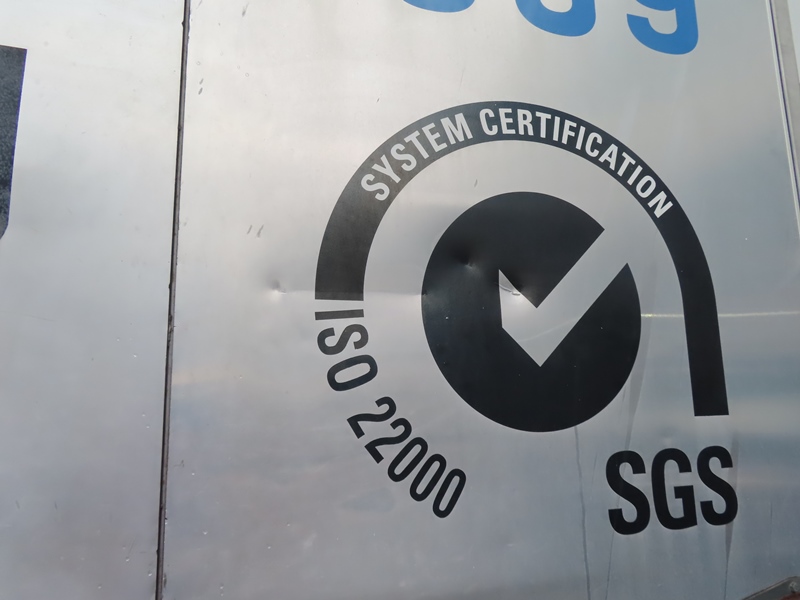 SYSTEM CERTIFICATION
ISO 22000
SGS